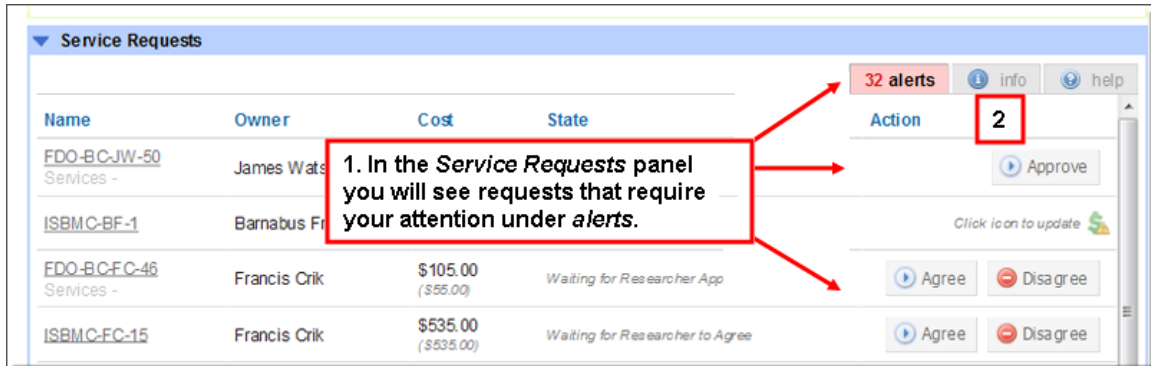 Service Requests
32 alerts info help
Name Owner Cost State Action
2
FDO-BC-JW-50 James Wats Approve
Services -
1. In the Service Requests panel
you will see requests that require
your attention under alerts.
ISBMC-BF-1 Barnabus Fr Click icon to update
FDO-BC-FC-46 Francis Crik $105.00 Waiting for Researcher App Agree Disagree
Services - ($55.00)
ISBMC-FC-15 Francis Crik $535.00 Waiting for Researcher to Agree Agree Disagree
($535.00)